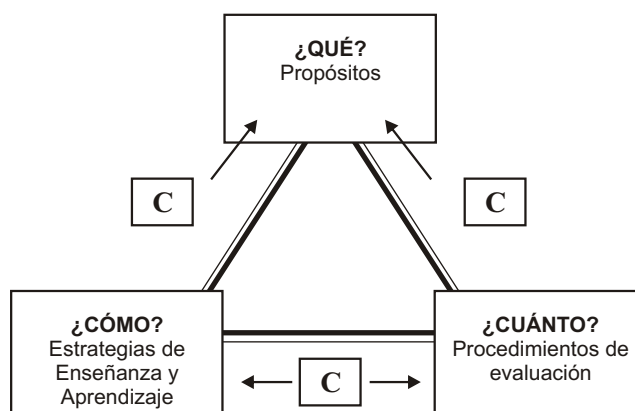 ¿QUÉ?
Propósitos
C
C
¿CÓMO?
Estrategias de
Enseñanza y
Aprendizaje
C
¿CUÁNTO?
Procedimientos de
evaluación